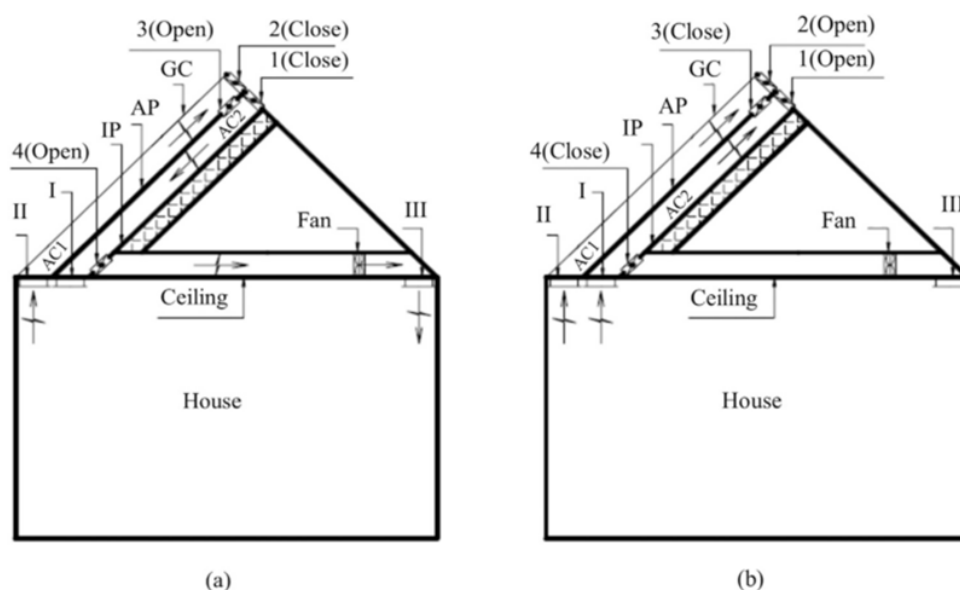 2(Open)
3(Open)
2(Close)
3(Close)
1(Close)
1(Open)
GC
GC
AP
AP
AC2
IP
IP
4(Open)
4(Close)
I
I
AC2
II
III
II
III
Fan
Fan
AC1
AC1
Ceiling
Ceiling
House
House
(a)
(b)